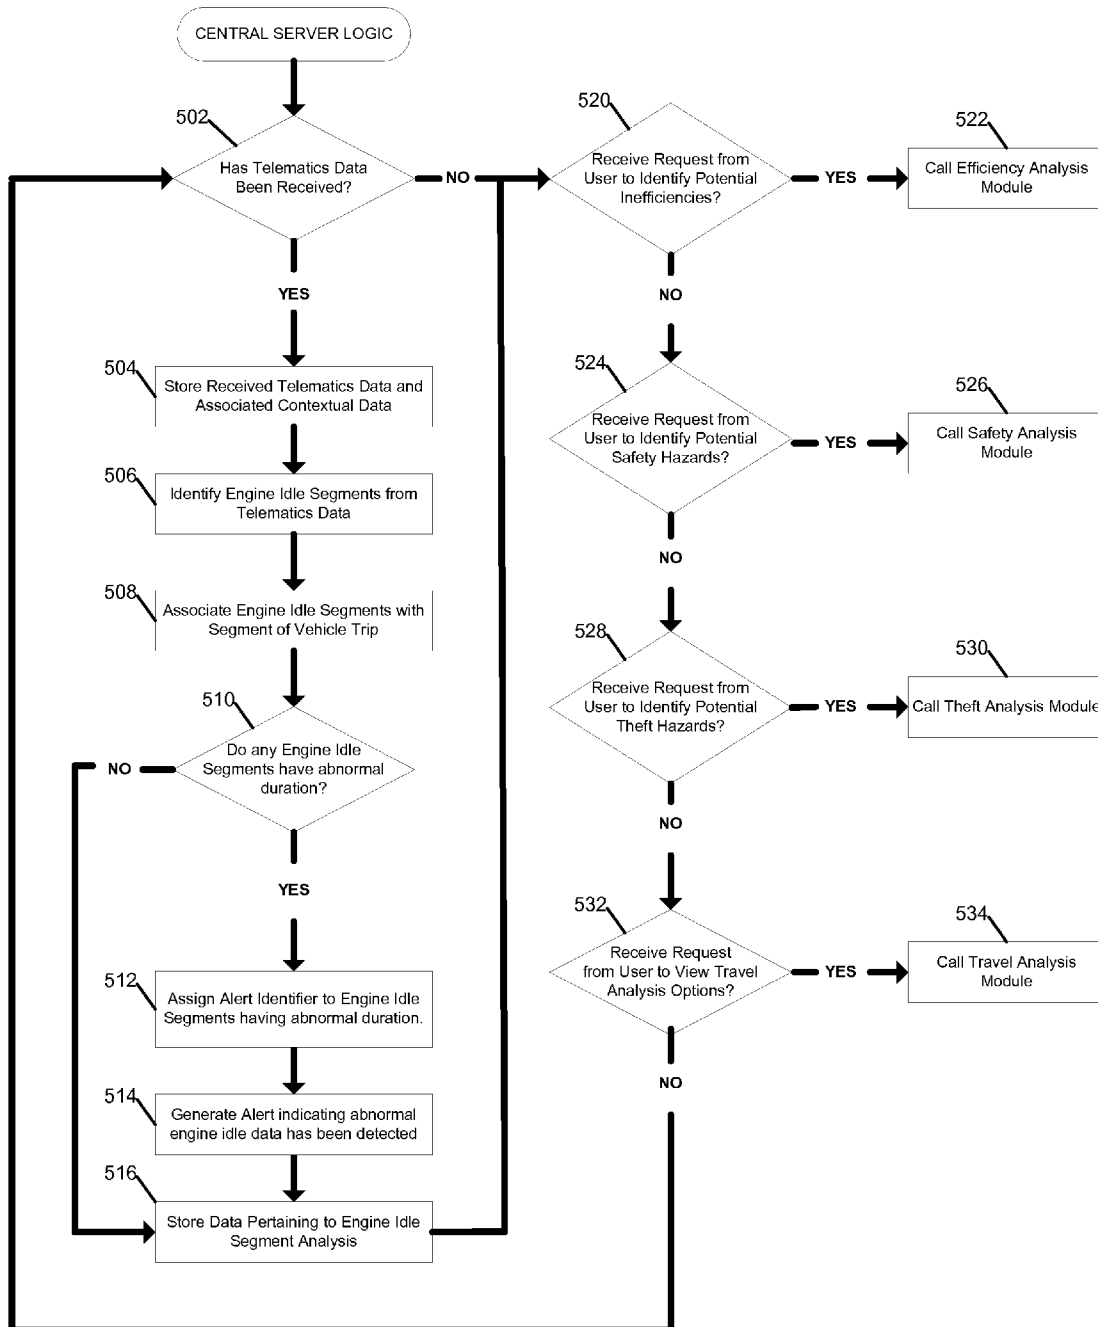 CENTRAL SERVER LOGIC
502
Has Telematics Data
Been Received?
NO
YES
504
Store Received Telematics Data and
Associated Contextual Data
506
Identify Engine Idle Segments from
Telematics Data
508
Associate Engine Idle Segments with
Segment of Vehicle Trip
510
Do any Engine Idle
Segments have abnormal
duration?
NO
YES
512
Assign Alert Identifier to Engine Idle
Segments having abnormal duration.
514
Generate Alert indicating abnormal
engine idle data has been detected
516
Store Data Pertaining to Engine Idle
Segment Analysis
520
Receive Request from
User to Identify Potential
Inefficiencies?
YES
522
Call Efficiency Analysis
Module
NO
524
Receive Request from
User to Identify Potential
Safety Hazards?
YES
526
Call Safety Analysis
Module
NO
528
Receive Request from
User to Identify Potential
Theft Hazards?
YES
530
Call Theft Analysis Module
NO
532
Receive Request
from User to View Travel
Analysis Options?
YES
534
Call Travel Analysis
Module
NO